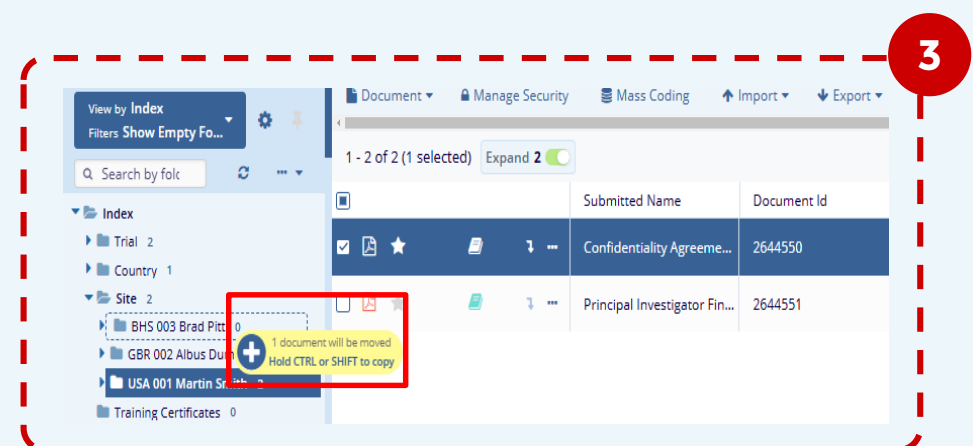 3
View by Index
Filters Show Empty Fo...
Search by folc
Index
Trial 2
Country 1
Site 2
BHS 003 Brad Pitt 0
GBR 002 Albus Dum
USA 001 Martin Smith
Training Certificates 0
Document
Manage Security
Mass Coding
Import
Export
1 - 2 of 2 (1 selected) Expand 2
Submitted Name Document Id
Confidentiality Agreeme... 2644550
Principal Investigator Fin... 2644551
1 document will be moved
Hold CTRL or SHIFT to copy